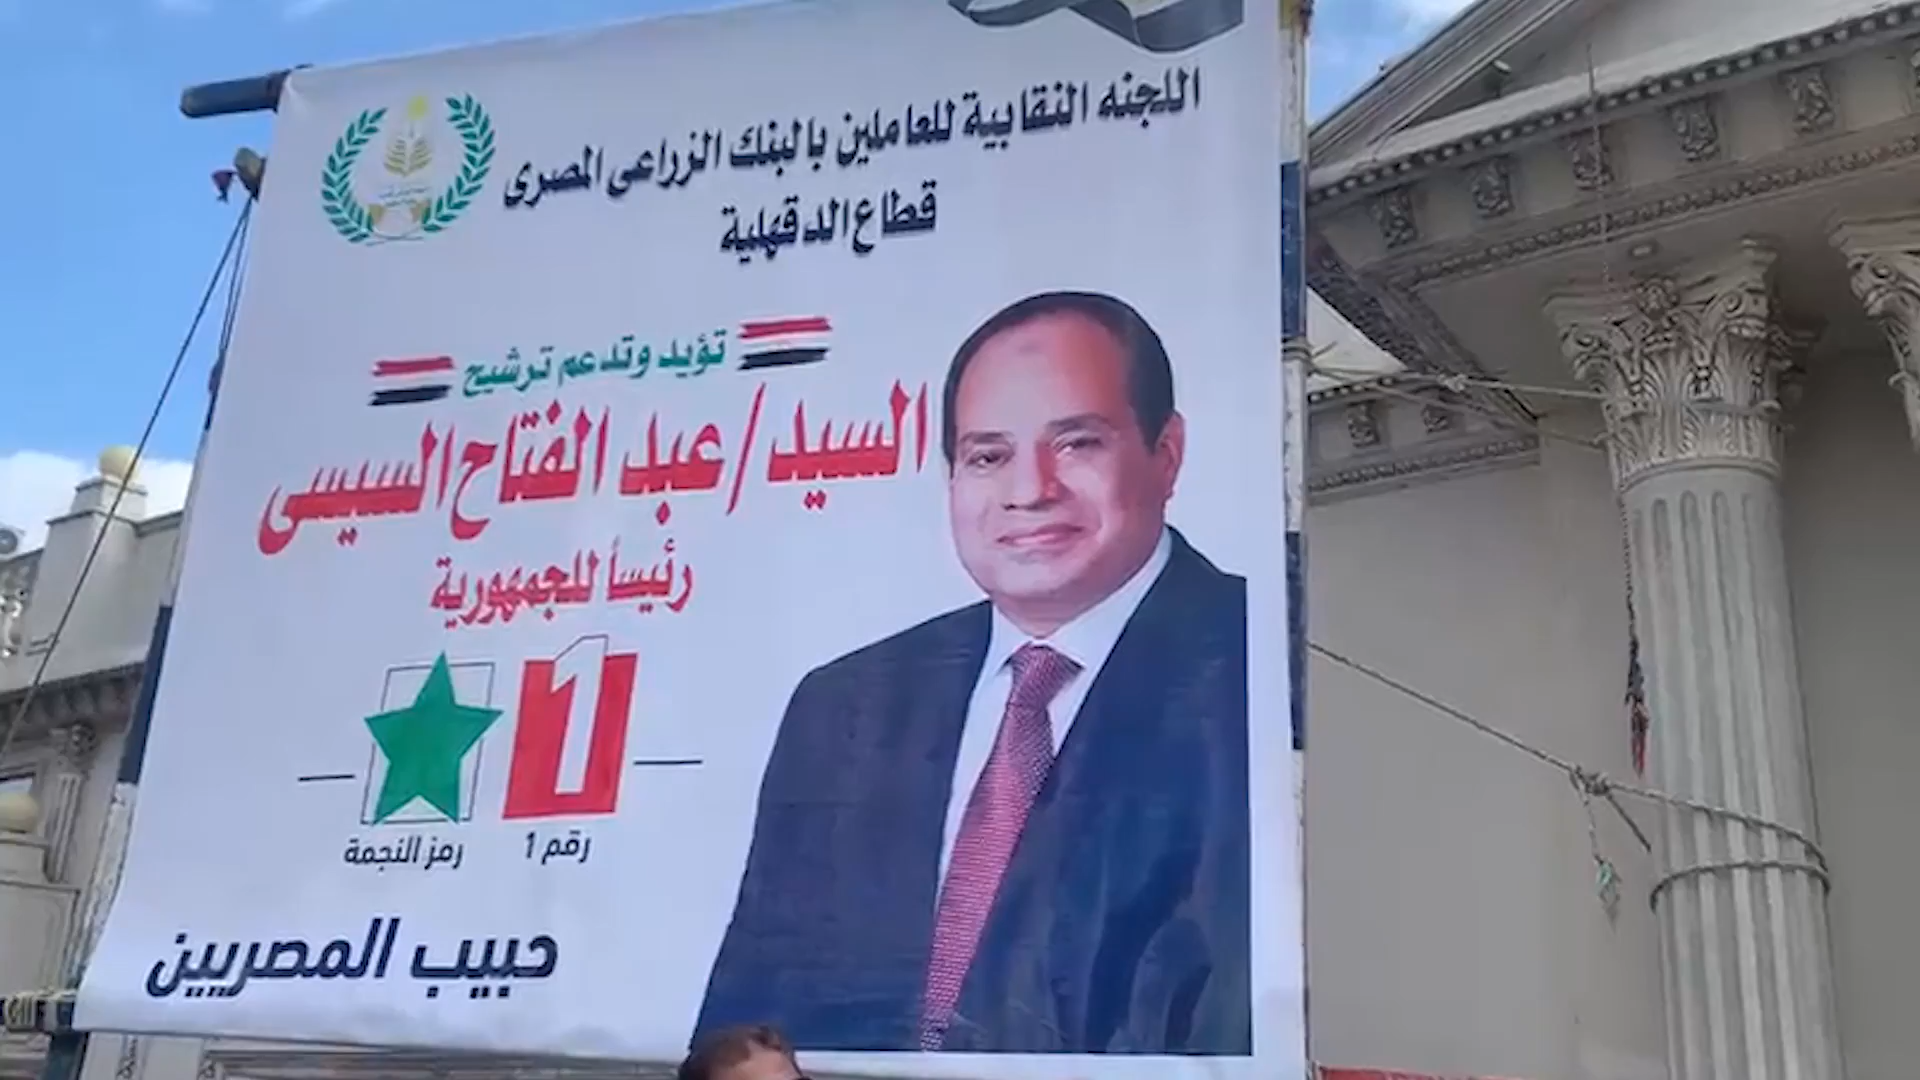 اللجنه النقابية للعاملين بالبنك الزراعى المصرى
قطاع الدقهلية
تؤيد وتدعم ترشيح
السيد/عبد الفتاح السيسى
رئيسأ للجمهورية
1
رقم 1
رمز النجمة
حبيب المصريين